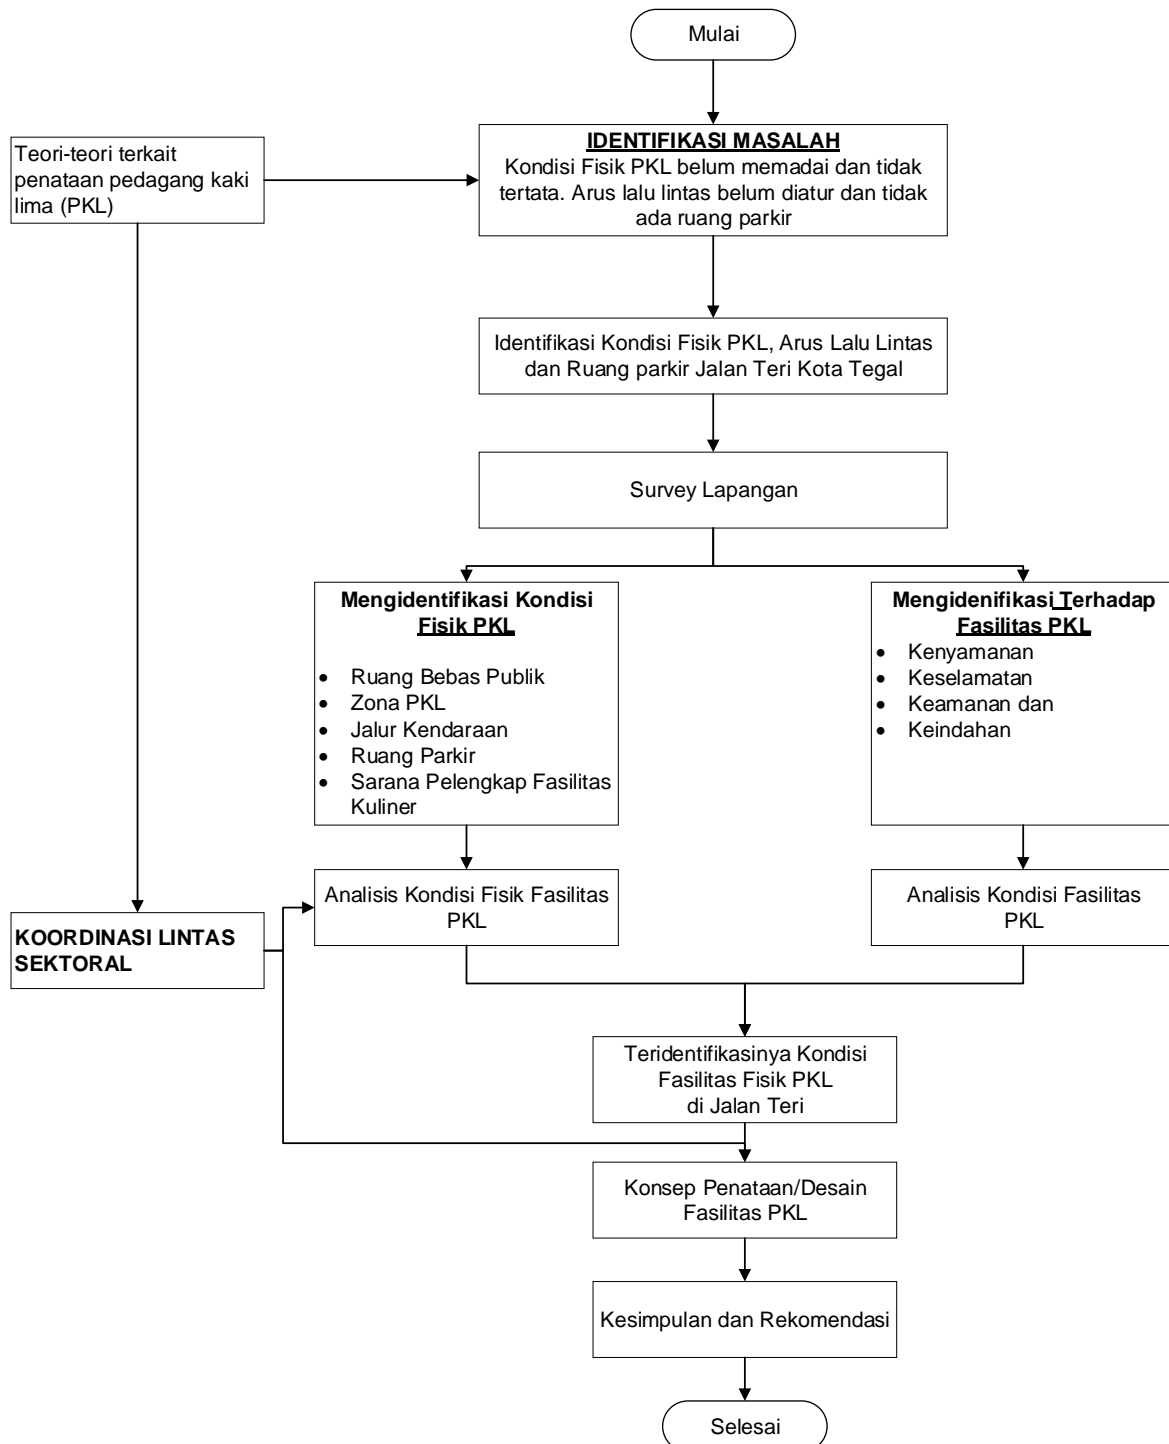 Mulai
Teori-teori terkait
penataan pedagang kaki
lima (PKL)
IDENTIFIKASI MASALAH
Kondisi Fisik PKL belum memadai dan tidak
tertata. Arus lalu lintas belum diatur dan tidak
ada ruang parkir
Identifikasi Kondisi Fisik PKL, Arus Lalu Lintas
dan Ruang parkir Jalan Teri Kota Tegal
Survey Lapangan
Mengidentifikasi Kondisi
Fisik PKL
• Ruang Bebas Publik
• Zona PKL
• Jalur Kendaraan
• Ruang Parkir
• Sarana Pelengkap Fasilitas
Kuliner
Mengidenifikasi Terhadap
Fasilitas PKL
• Kenyamanan
• Keselamatan
• Keamanan dan
• Keindahan
Analisis Kondisi Fisik Fasilitas
PKL
Analisis Kondisi Fasilitas
PKL
KOORDINASI LINTAS
SEKTORAL
Teridentifikasinya Kondisi
Fasilitas Fisik PKL
di Jalan Teri
Konsep Penataan/Desain
Fasilitas PKL
Kesimpulan dan Rekomendasi
Selesai